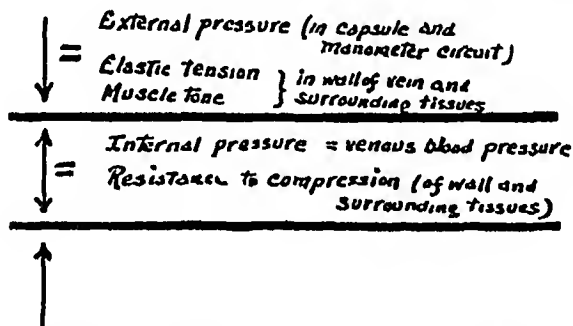 = External pressure (in capsule and
manometer circuit)
Elastic tension } in wall of vein and
Muscle tone surrounding tissues
= Internal pressure = venous blood pressure
Resistance to compression (of wall and
surrounding tissues)